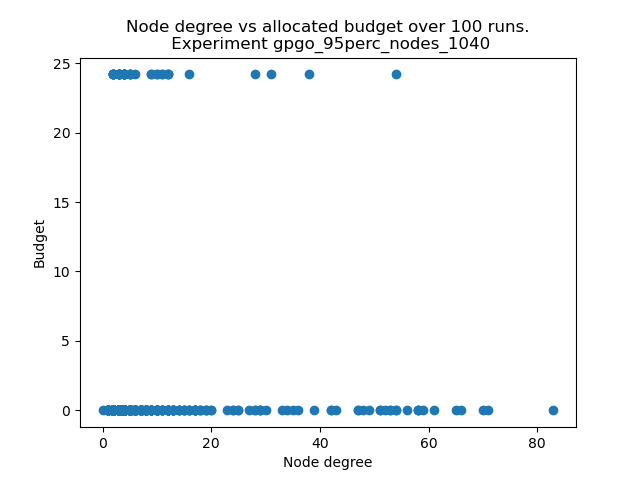 Node degree vs allocated budget over 100 runs.
Experiment gpgo_95perc_nodes_1040
25
20
15
10
5
0
Budget
0 20 40 60 80
Node degree